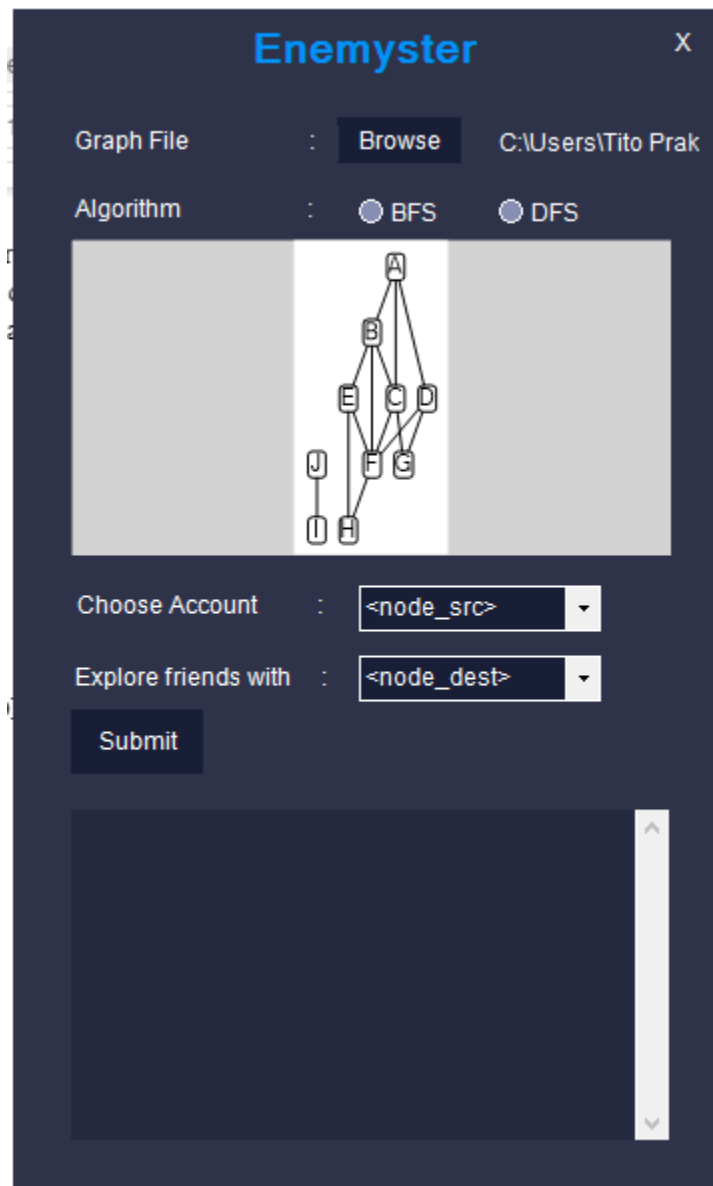 Enemyster X
Graph File : Browse C:\Users\Tito Prak
Algorithm : BFS DFS
A
B
E C D
J F G
I H
Choose Account : <node_src>
Explore friends with : <node_dest>
Submit